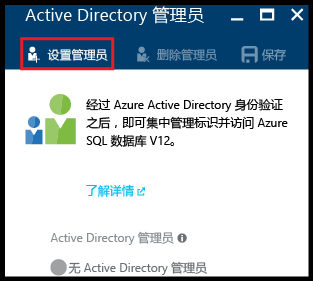 Active Directory 管理员
设置管理员 删除管理员 保存
经过 Azure Active Directory 身份验证
之后，即可集中管理标识并访问 Azure
SQL 数据库 V12。
了解详情
Active Directory 管理员
无 Active Directory 管理员